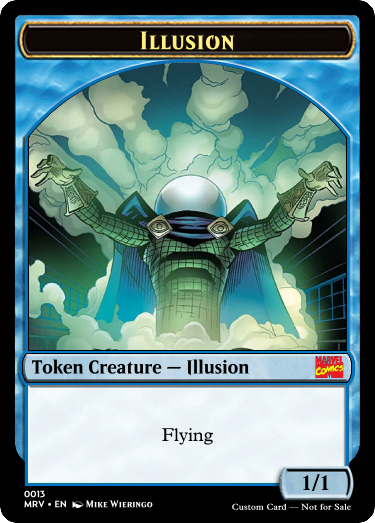 Illusion
Token Creature — Illusion
MARVEL
COMICS
Flying
1/1
0013
MRV • EN Mike Wieringo
Custom Card — Not for Sale